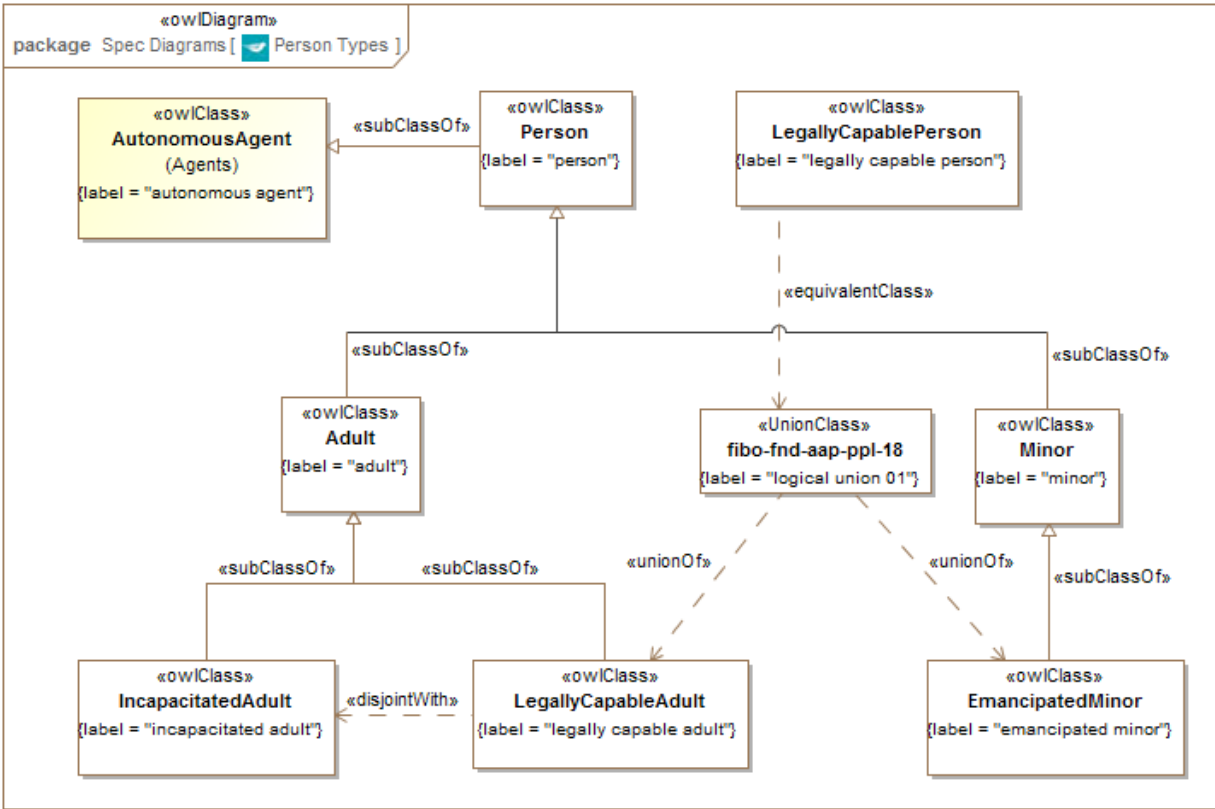 «owlDiagram»
package Spec Diagrams [ Person Types ]
«owlClass»
AutonomousAgent
(Agents)
{label = "autonomous agent"}
«subClassOf»
«owlClass»
Person
{label = "person"}
«owlClass»
LegallyCapablePerson
{label = "legally capable person"}
«equivalentClass»
«subClassOf»
«subClassOf»
«owlClass»
Adult
{label = "adult"}
«UnionClass»
fibo-fnd-aap-ppl-18
{label = "logical union 01"}
«owlClass»
Minor
{label = "minor"}
«subClassOf»
«subClassOf»
«unionOf»
«unionOf»
«subClassOf»
«owlClass»
IncapacitatedAdult
{label = "incapacitated adult"}
«disjointWith»
«owlClass»
LegallyCapableAdult
{label = "legally capable adult"}
«owlClass»
EmancipatedMinor
{label = "emancipated minor"}